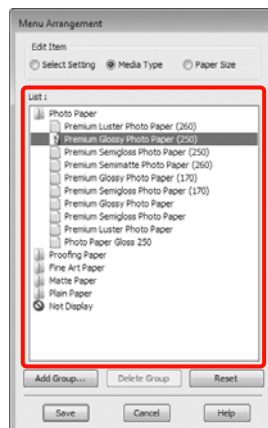 Menu Arrangement
Edit Item
Select Setting Media Type Paper Size
List :
Photo Paper
Premium Luster Photo Paper (260)
Premium Glossy Photo Paper (250)
Premium Semigloss Photo Paper (250)
Premium Semimatte Photo Paper (260)
Premium Glossy Photo Paper (170)
Premium Semigloss Photo Paper (170)
Premium Glossy Photo Paper
Premium Semigloss Photo Paper
Premium Luster Photo Paper
Photo Paper Gloss 250
Proofing Paper
Fine Art Paper
Matte Paper
Plain Paper
Not Display
Add Group... Delete Group Reset
Save Cancel Help